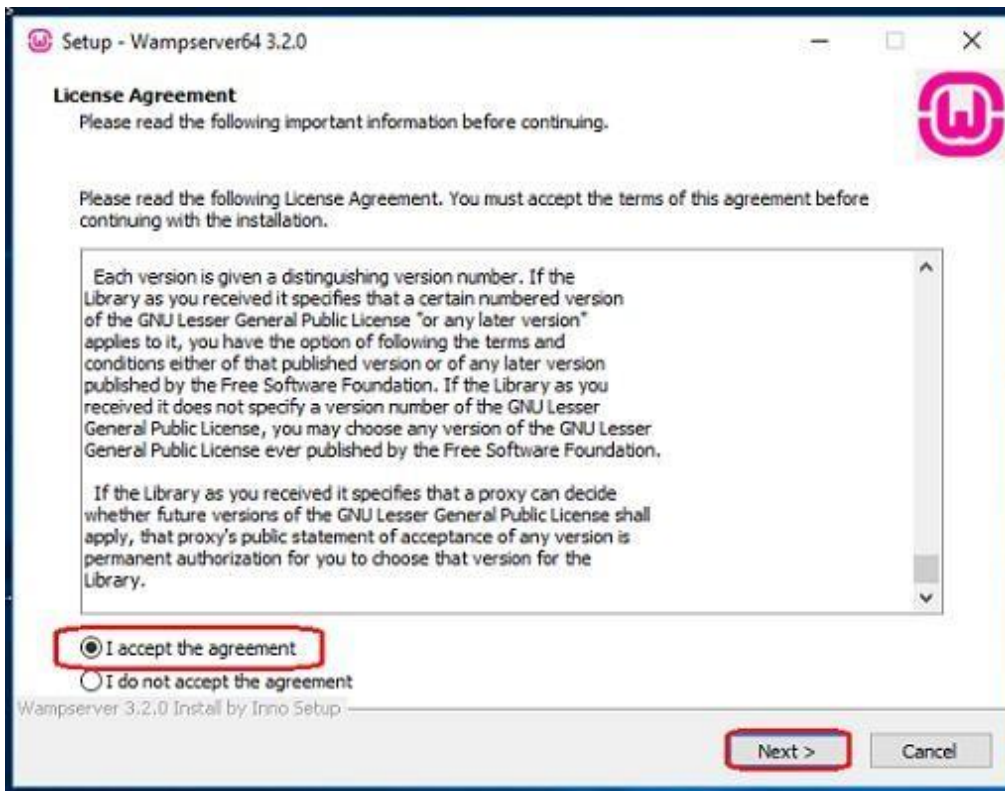 Setup - Wampserver64 3.2.0
License Agreement
Please read the following important information before continuing.
Please read the following License Agreement. You must accept the terms of this agreement before
continuing with the installation.
Each version is given a distinguishing version number. If the
Library as you received it specifies that a certain numbered version
of the GNU Lesser General Public License "or any later version"
applies to it, you have the option of following the terms and
conditions either of that published version or of any later version
published by the Free Software Foundation. If the Library as you
received it does not specify a version number of the GNU Lesser
General Public License, you may choose any version of the GNU Lesser
General Public License ever published by the Free Software Foundation.
If the Library as you received it specifies that a proxy can decide
whether future versions of the GNU Lesser General Public License shall
apply, that proxy's public statement of acceptance of any version is
permanent authorization for you to choose that version for the
Library.
I accept the agreement
I do not accept the agreement
Wampserver 3.2.0 Install by Inno Setup
Next >
Cancel